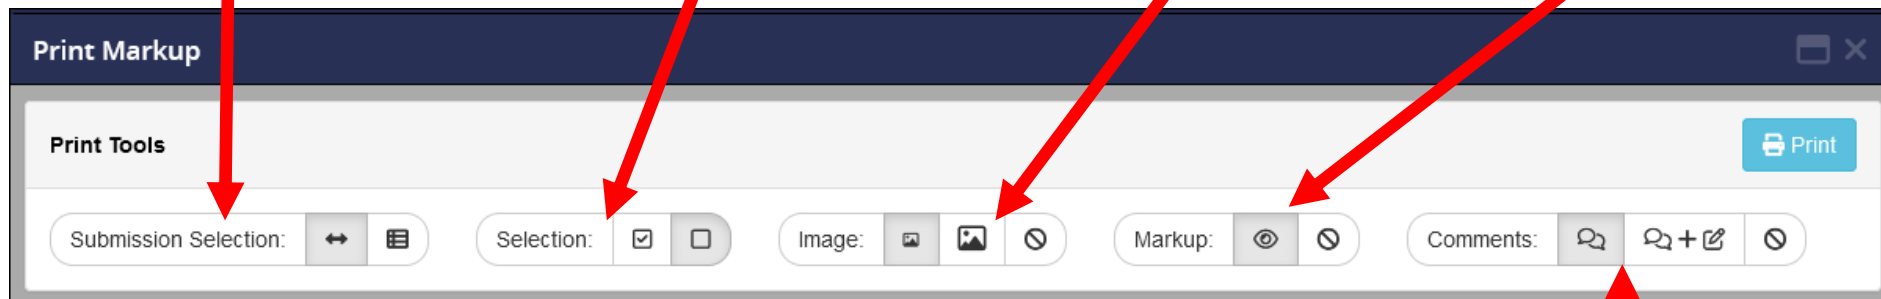 Print Markup
Print Tools
Print
Submission Selection: Selection: Image: Markup: Comments: